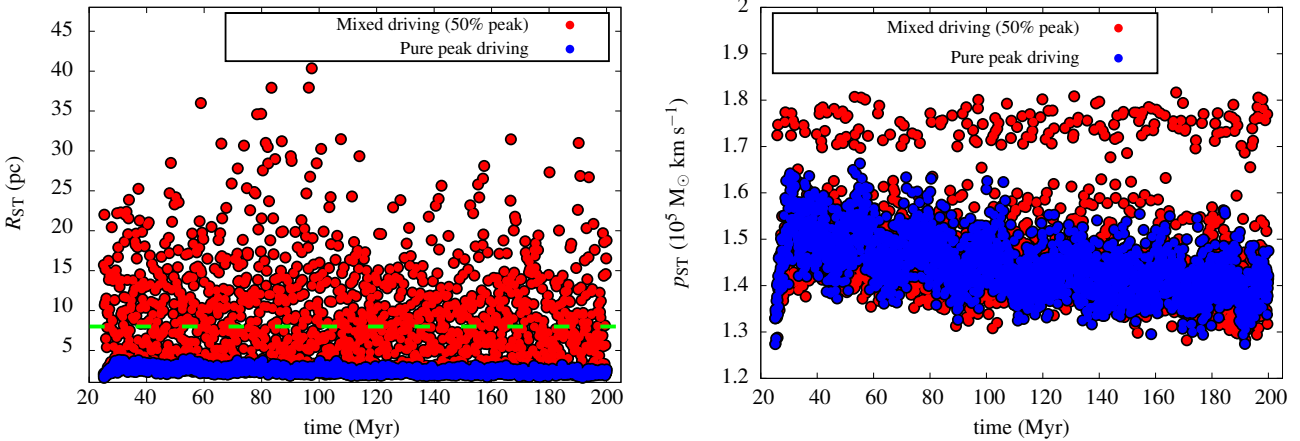 45
40
35
30
25
20
15
10
5
20 40 60 80 100 120 140 160 180 200
R_ST (pc)
time (Myr)
Mixed driving (50% peak)
Pure peak driving
2
1.9
1.8
1.7
1.6
1.5
1.4
1.3
1.2
20 40 60 80 100 120 140 160 180 200
p_ST (10^5 M_⊙ km s^−1)
time (Myr)
Mixed driving (50% peak)
Pure peak driving